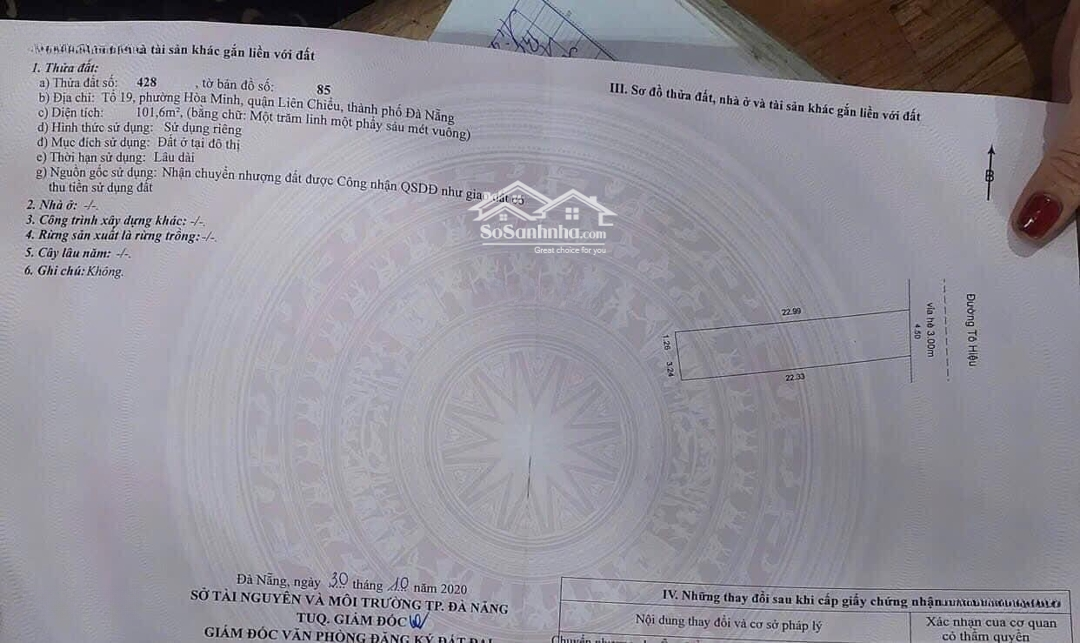 và tài sản khác gắn liền với đất
1. Thửa đất:
a) Thửa đất số: 428 , tờ bản đồ số: 85
b) Địa chỉ: Tổ 19, phường Hòa Minh, quận Liên Chiểu, thành phố Đà Nẵng
c) Diện tích: 101,6m², (bằng chữ: Một trăm linh một phẩy sáu mét vuông)
d) Hình thức sử dụng: Sử dụng riêng
đ) Mục đích sử dụng: Đất ở tại đô thị
e) Thời hạn sử dụng: Lâu dài
g) Nguồn gốc sử dụng: Nhận chuyển nhượng đất được Công nhận QSDĐ như giao đất có
thu tiền sử dụng đất
2. Nhà ở: -/-.
3. Công trình xây dựng khác: -/-.
4. Rừng sản xuất là rừng trồng: -/-.
5. Cây lâu năm: -/-.
6. Ghi chú: Không.
SoSanhnha.com
Great choice for you
III. Sơ đồ thửa đất, nhà ở và tài sản khác gắn liền với đất
B
22.99
1.26
3.24
22.33
4.50
vỉa hè 3.00m
Đường Tô Hiệu
Đà Nẵng, ngày 30 tháng 10 năm 2020
SỞ TÀI NGUYÊN VÀ MÔI TRƯỜNG TP. ĐÀ NẴNG
TUQ. GIÁM ĐỐC
GIÁM ĐỐC VĂN PHÒNG ĐĂNG KÝ ĐẤT ĐAI
IV. Những thay đổi sau khi cấp giấy chứng nhận
Nội dung thay đổi và cơ sở pháp lý
Xác nhận của cơ quan
có thẩm quyền